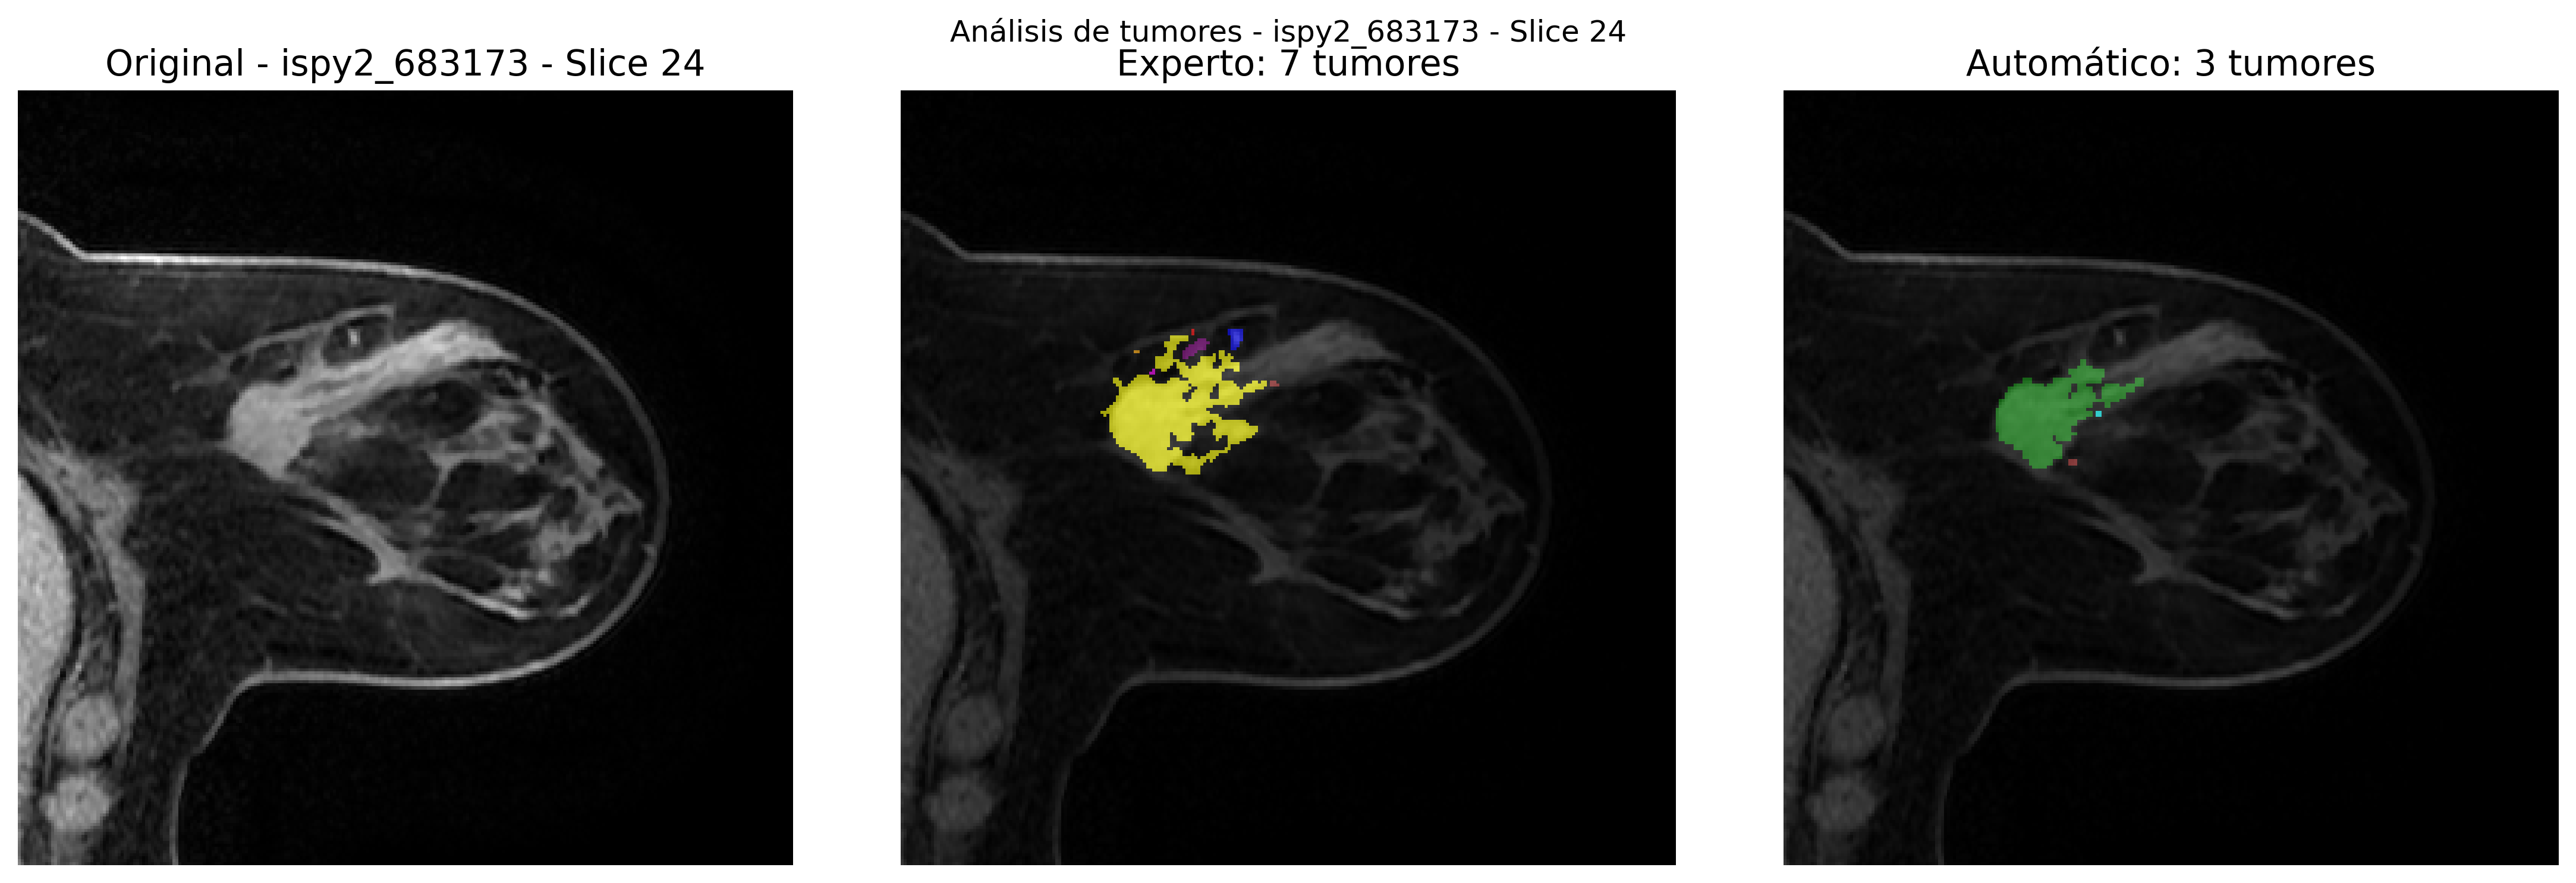 Análisis de tumores - ispy2_683173 - Slice 24
Original - ispy2_683173 - Slice 24
Experto: 7 tumores
Automático: 3 tumores